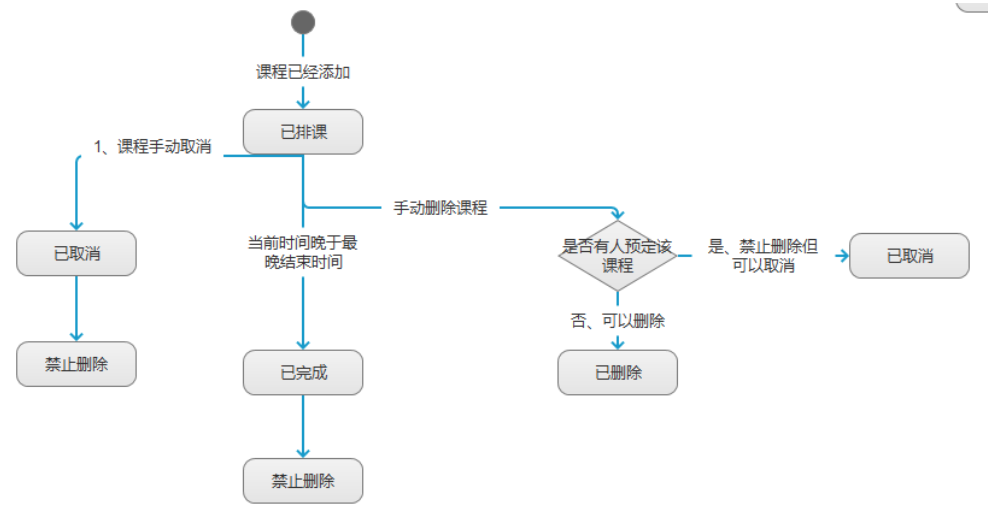 课程已经添加
已排课
1、课程手动取消
手动删除课程
已取消
当前时间晚于最
晚结束时间
是否有人预定该
课程
是、禁止删除但
可以取消
已取消
否、可以删除
禁止删除
已完成
已删除
禁止删除